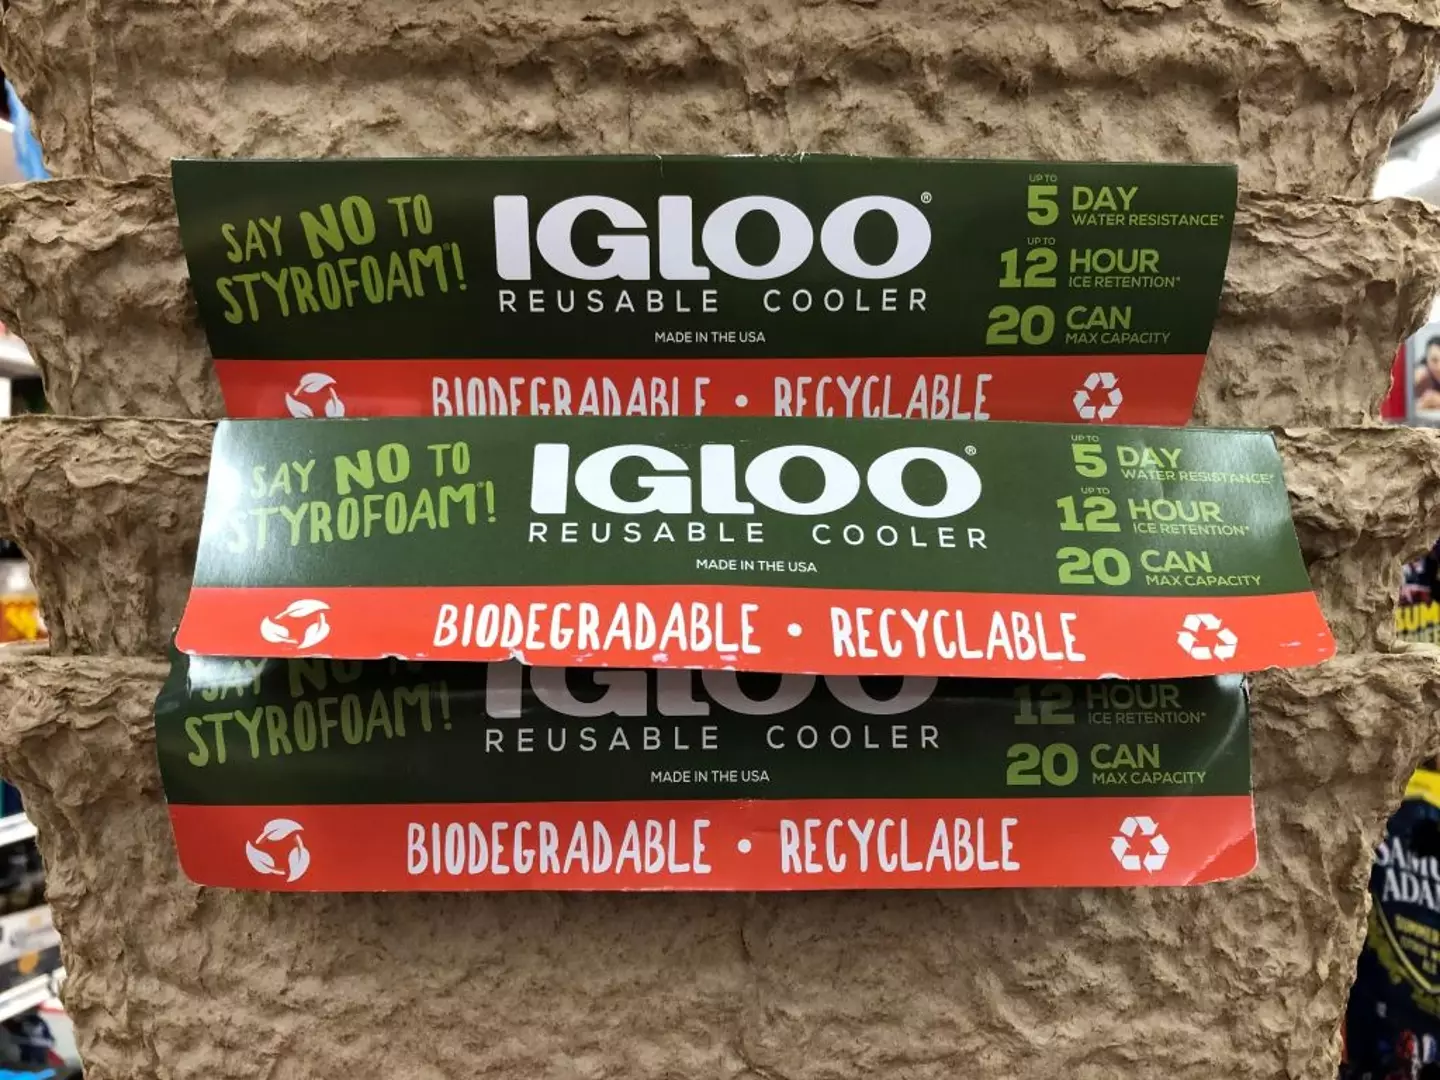 SAY NO TO
STYROFOAM!
IGLOO®
REUSABLE COOLER
MADE IN THE USA
UP TO
5 DAY
WATER RESISTANCE*
UP TO
12 HOUR
ICE RETENTION*
20 CAN
MAX CAPACITY
BIODEGRADABLE • RECYCLABLE
SAY NO TO
STYROFOAM!
IGLOO®
REUSABLE COOLER
MADE IN THE USA
UP TO
5 DAY
WATER RESISTANCE*
UP TO
12 HOUR
ICE RETENTION*
20 CAN
MAX CAPACITY
BIODEGRADABLE • RECYCLABLE
SAY NO
STYROFOAM!
IGLOO
REUSABLE COOLER
MADE IN THE USA
12 HOUR
ICE RETENTION*
20 CAN
MAX CAPACITY
BIODEGRADABLE • RECYCLABLE